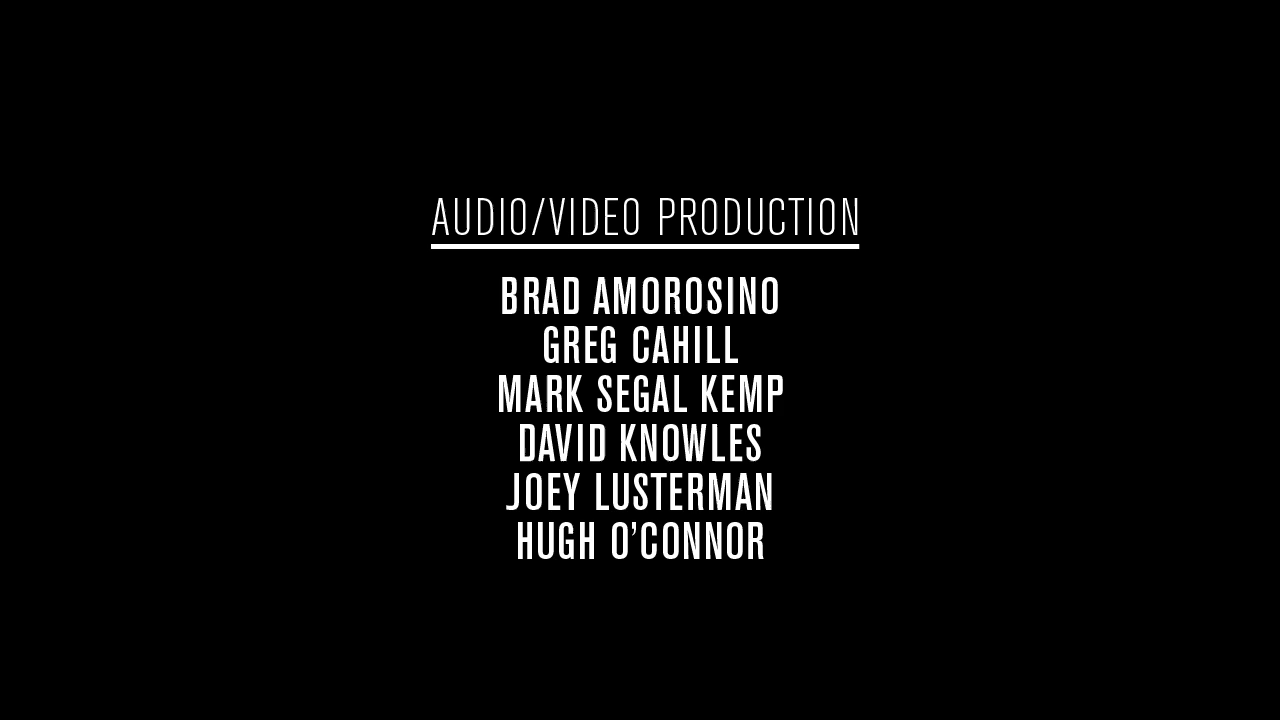 AUDIO/VIDEO PRODUCTION
BRAD AMOROSINO
GREG CAHILL
MARK SEGAL KEMP
DAVID KNOWLES
JOEY LUSTERMAN
HUGH O’CONNOR